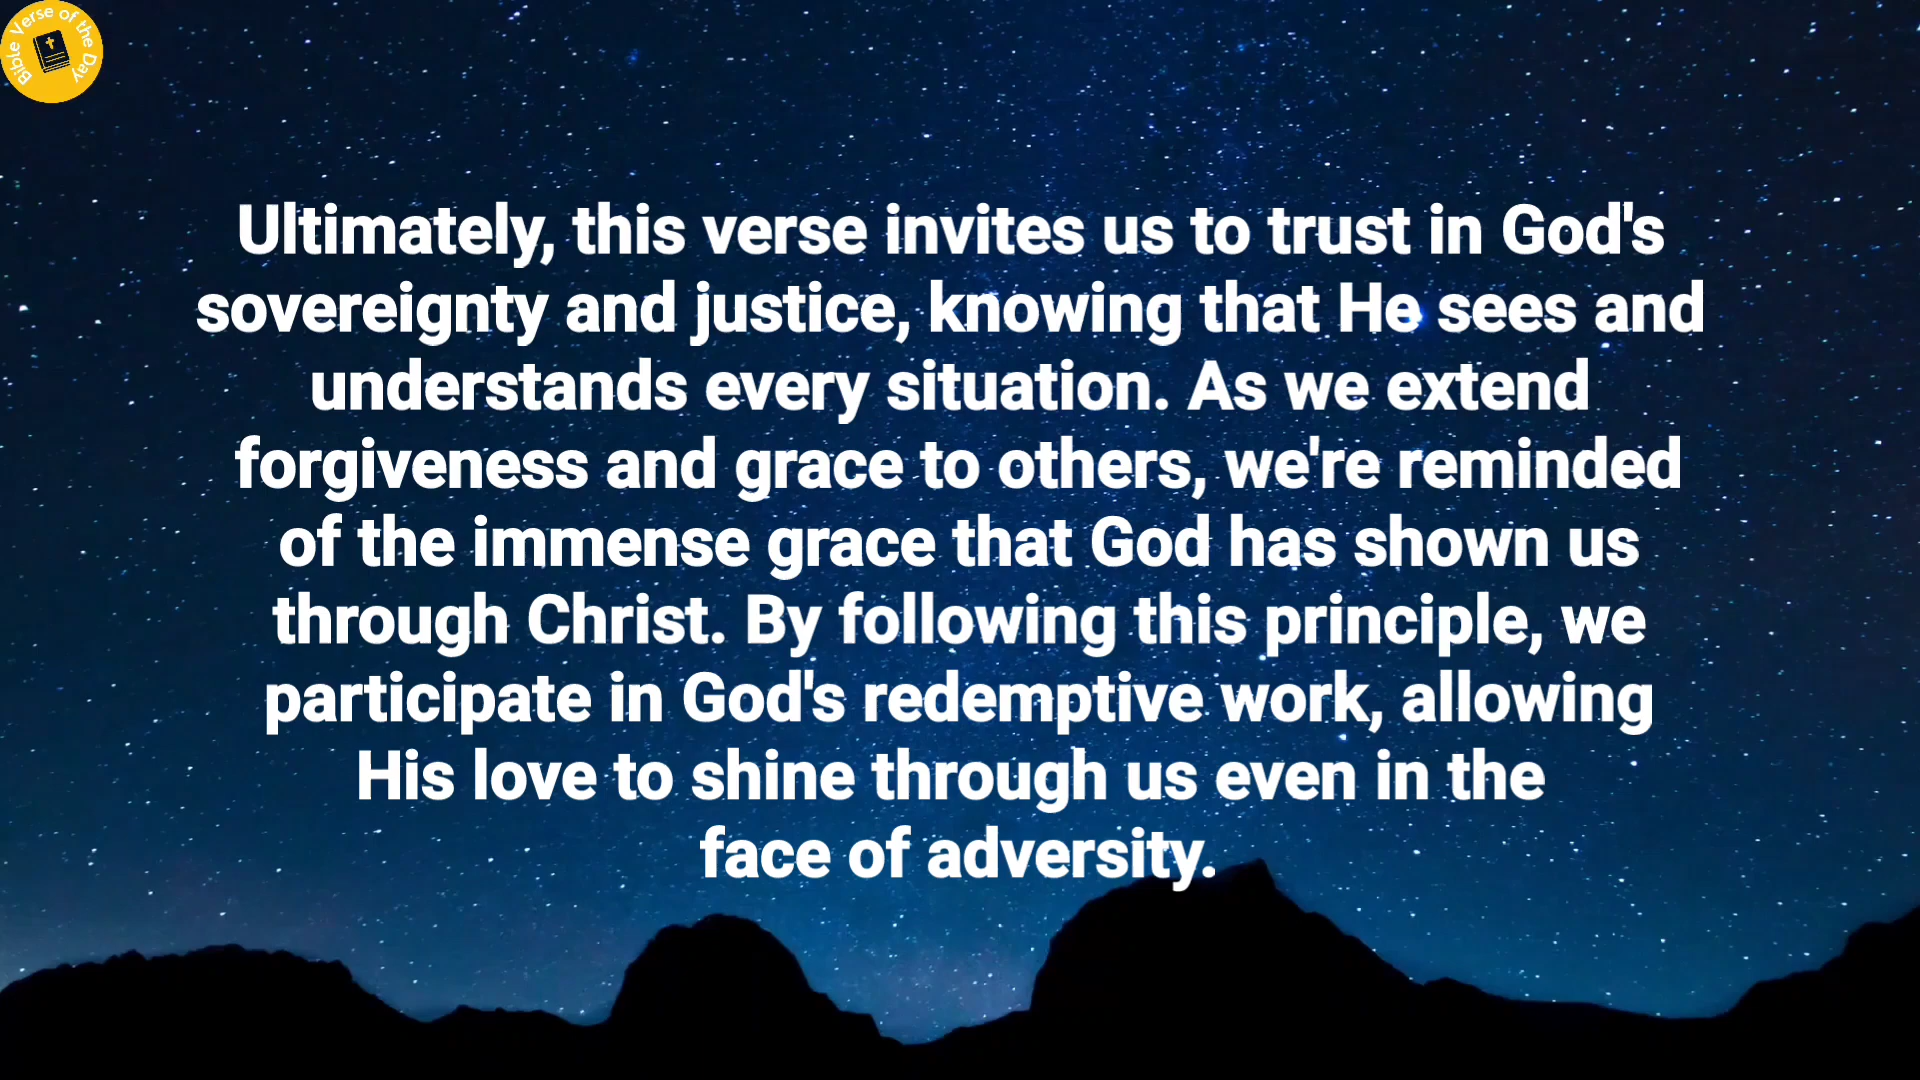 Bible Verse of the Day
Ultimately, this verse invites us to trust in God's
sovereignty and justice, knowing that He sees and
understands every situation. As we extend
forgiveness and grace to others, we're reminded
of the immense grace that God has shown us
through Christ. By following this principle, we
participate in God's redemptive work, allowing
His love to shine through us even in the
face of adversity.